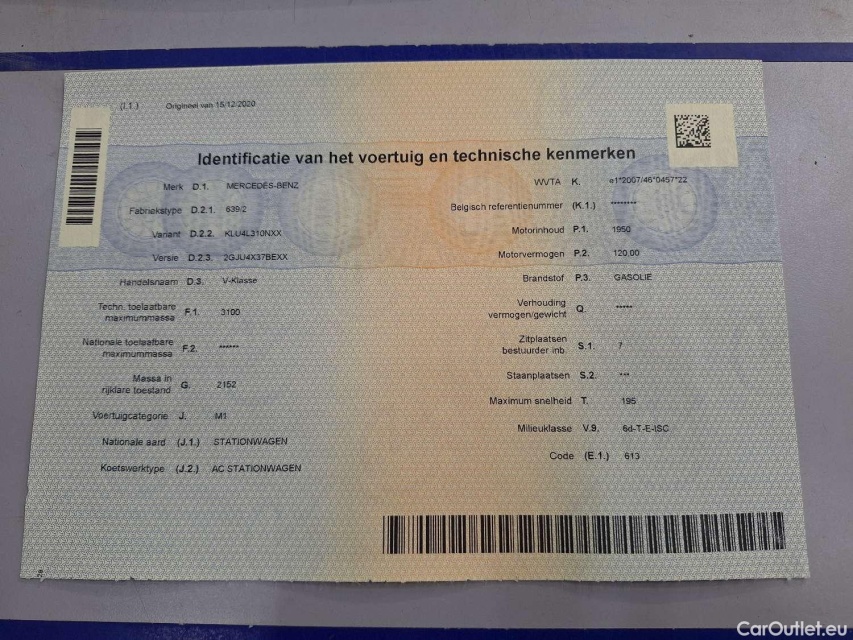 (I.1.) Origineel van 15/12/2020
Identificatie van het voertuig en technische kenmerken
Merk D.1. MERCEDES-BENZ
Fabriekstype D.2.1. 639/2
Variant D.2.2. KLU4L310NXX
Versie D.2.3. 2GJU4X37BEXX
Handelsnaam D.3. V-Klasse
Techn. toelaatbare
maximummassa F.1. 3100
Nationale toelaatbare
maximummassa F.2. ******
Massa in
rijklare toestand G. 2152
Voertuigcategorie J. M1
Nationale aard (J.1.) STATIONWAGEN
Koetswerktype (J.2.) AC STATIONWAGEN
WVTA K. e1*2007/46*0457*22
Belgisch referentienummer (K.1.) ********
Motorinhoud P.1. 1950
Motorvermogen P.2. 120.00
Brandstof P.3. GASOLIE
Verhouding
vermogen/gewicht Q. *****
Zitplaatsen
bestuurder inb. S.1. 7
Staanplaatsen S.2. ***
Maximum snelheid T. 195
Milieuklasse V.9. 6d-T-E-ISC
Code (E.1.) 613
CarOutlet.eu